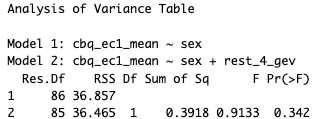 Analysis of Variance Table
Model 1: cbq_ec1_mean ~ sex
Model 2: cbq_ec1_mean ~ sex + rest_4_gev
Res.Df RSS Df Sum of Sq F Pr(>F)
1 86 36.857
2 85 36.465 1 0.3918 0.9133 0.342